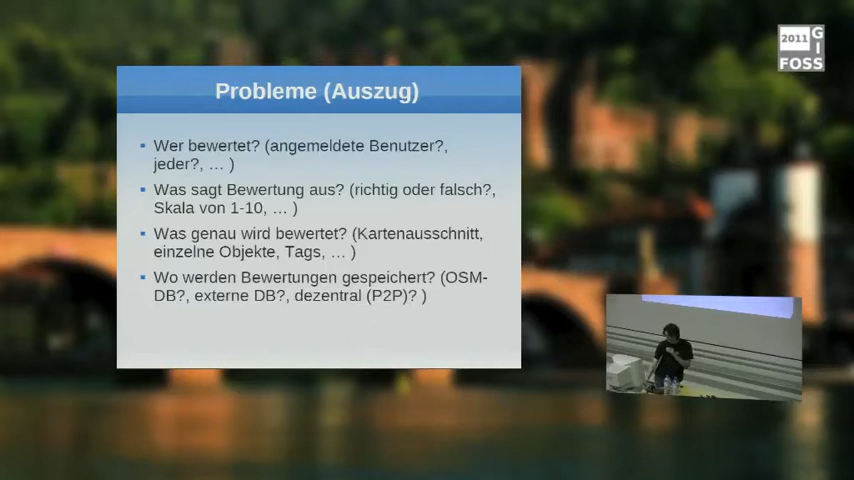 2011
G
I
FOSS
Probleme (Auszug)
Wer bewertet? (angemeldete Benutzer?,
jeder?, … )
Was sagt Bewertung aus? (richtig oder falsch?,
Skala von 1-10, … )
Was genau wird bewertet? (Kartenausschnitt,
einzelne Objekte, Tags, … )
Wo werden Bewertungen gespeichert? (OSM-
DB?, externe DB?, dezentral (P2P)? )